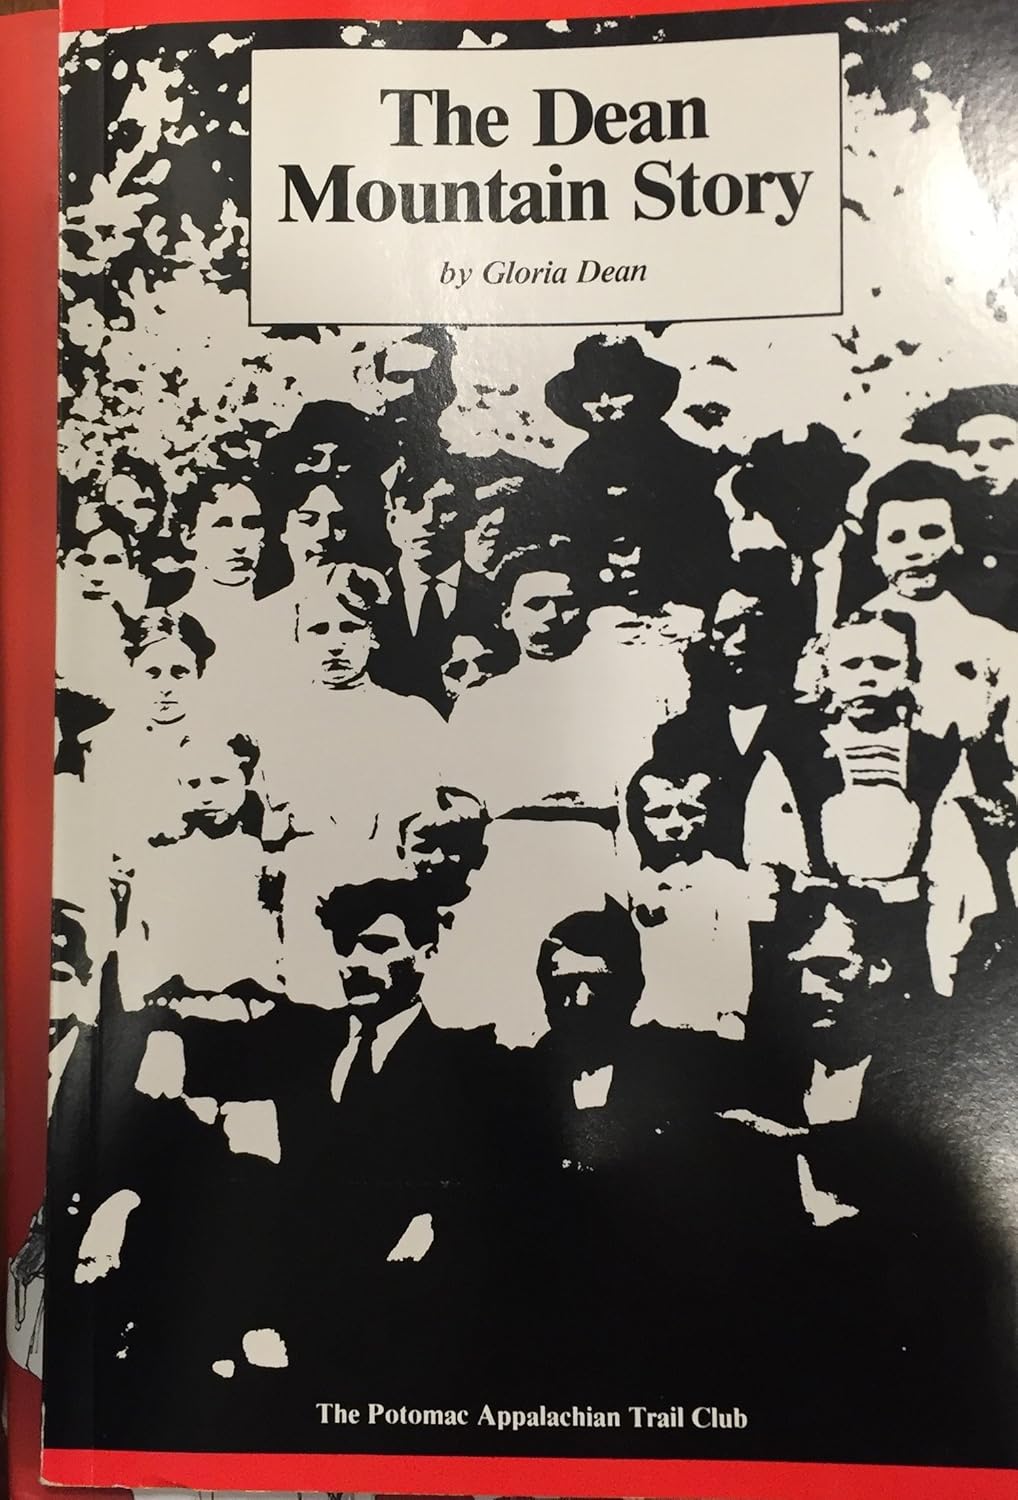 The Dean
Mountain Story
by Gloria Dean
The Potomac Appalachian Trail Club